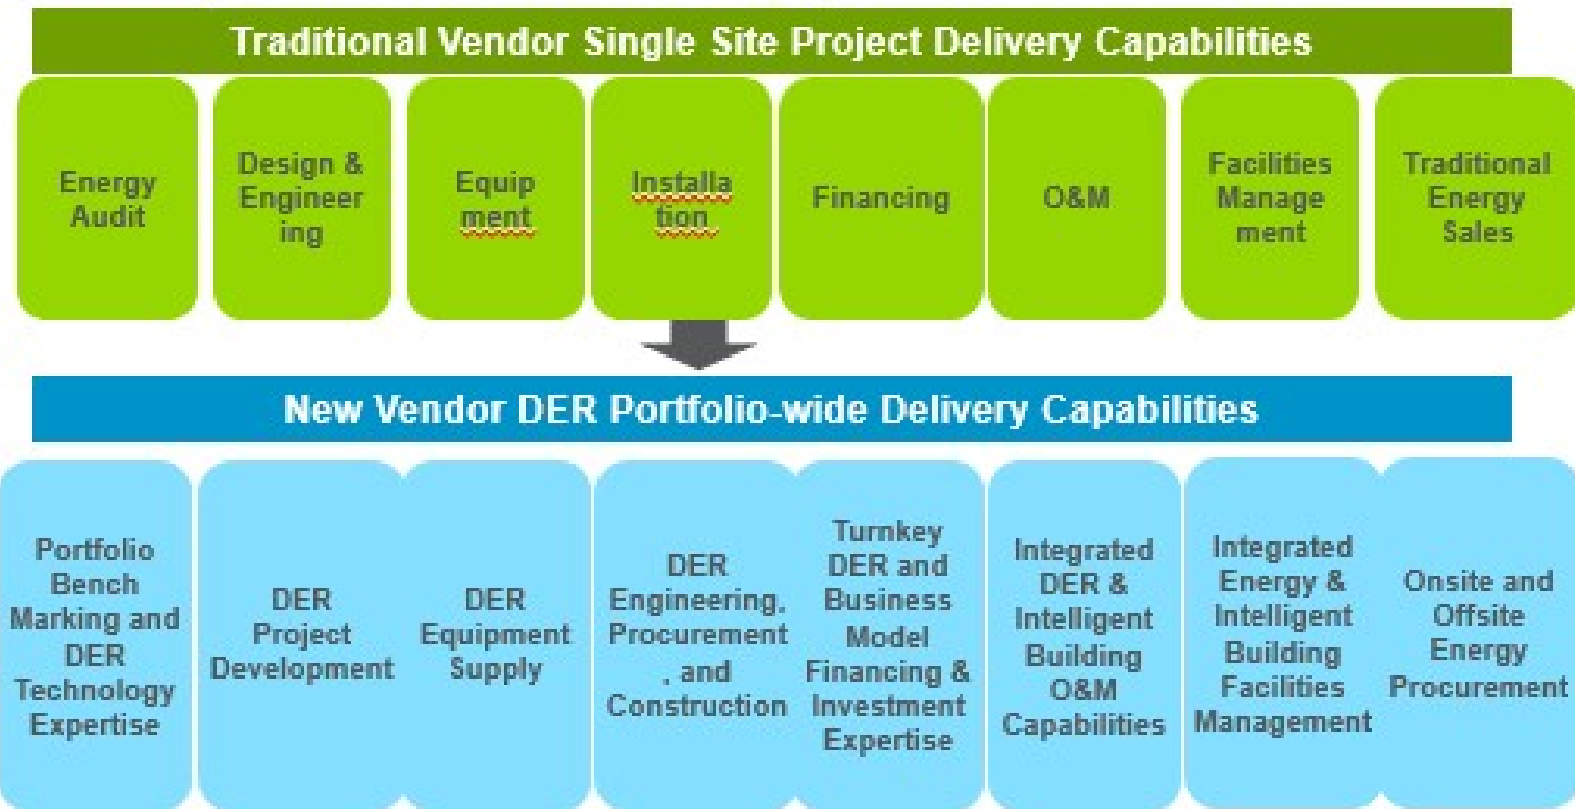 Traditional Vendor Single Site Project Delivery Capabilities
Energy
Audit
Design &
Engineer
ing
Equip
ment
Installa
tion
Financing
O&M
Facilities
Manage
ment
Traditional
Energy
Sales
New Vendor DER Portfolio-wide Delivery Capabilities
Portfolio
Bench
Marking and
DER
Technology
Expertise
DER
Project
Development
DER
Equipment
Supply
DER
Engineering,
Procurement
, and
Construction
Turnkey
DER and
Business
Model
Financing &
Investment
Expertise
Integrated
DER &
Intelligent
Building
O&M
Capabilities
Integrated
Energy &
Intelligent
Building
Facilities
Management
Onsite and
Offsite
Energy
Procurement